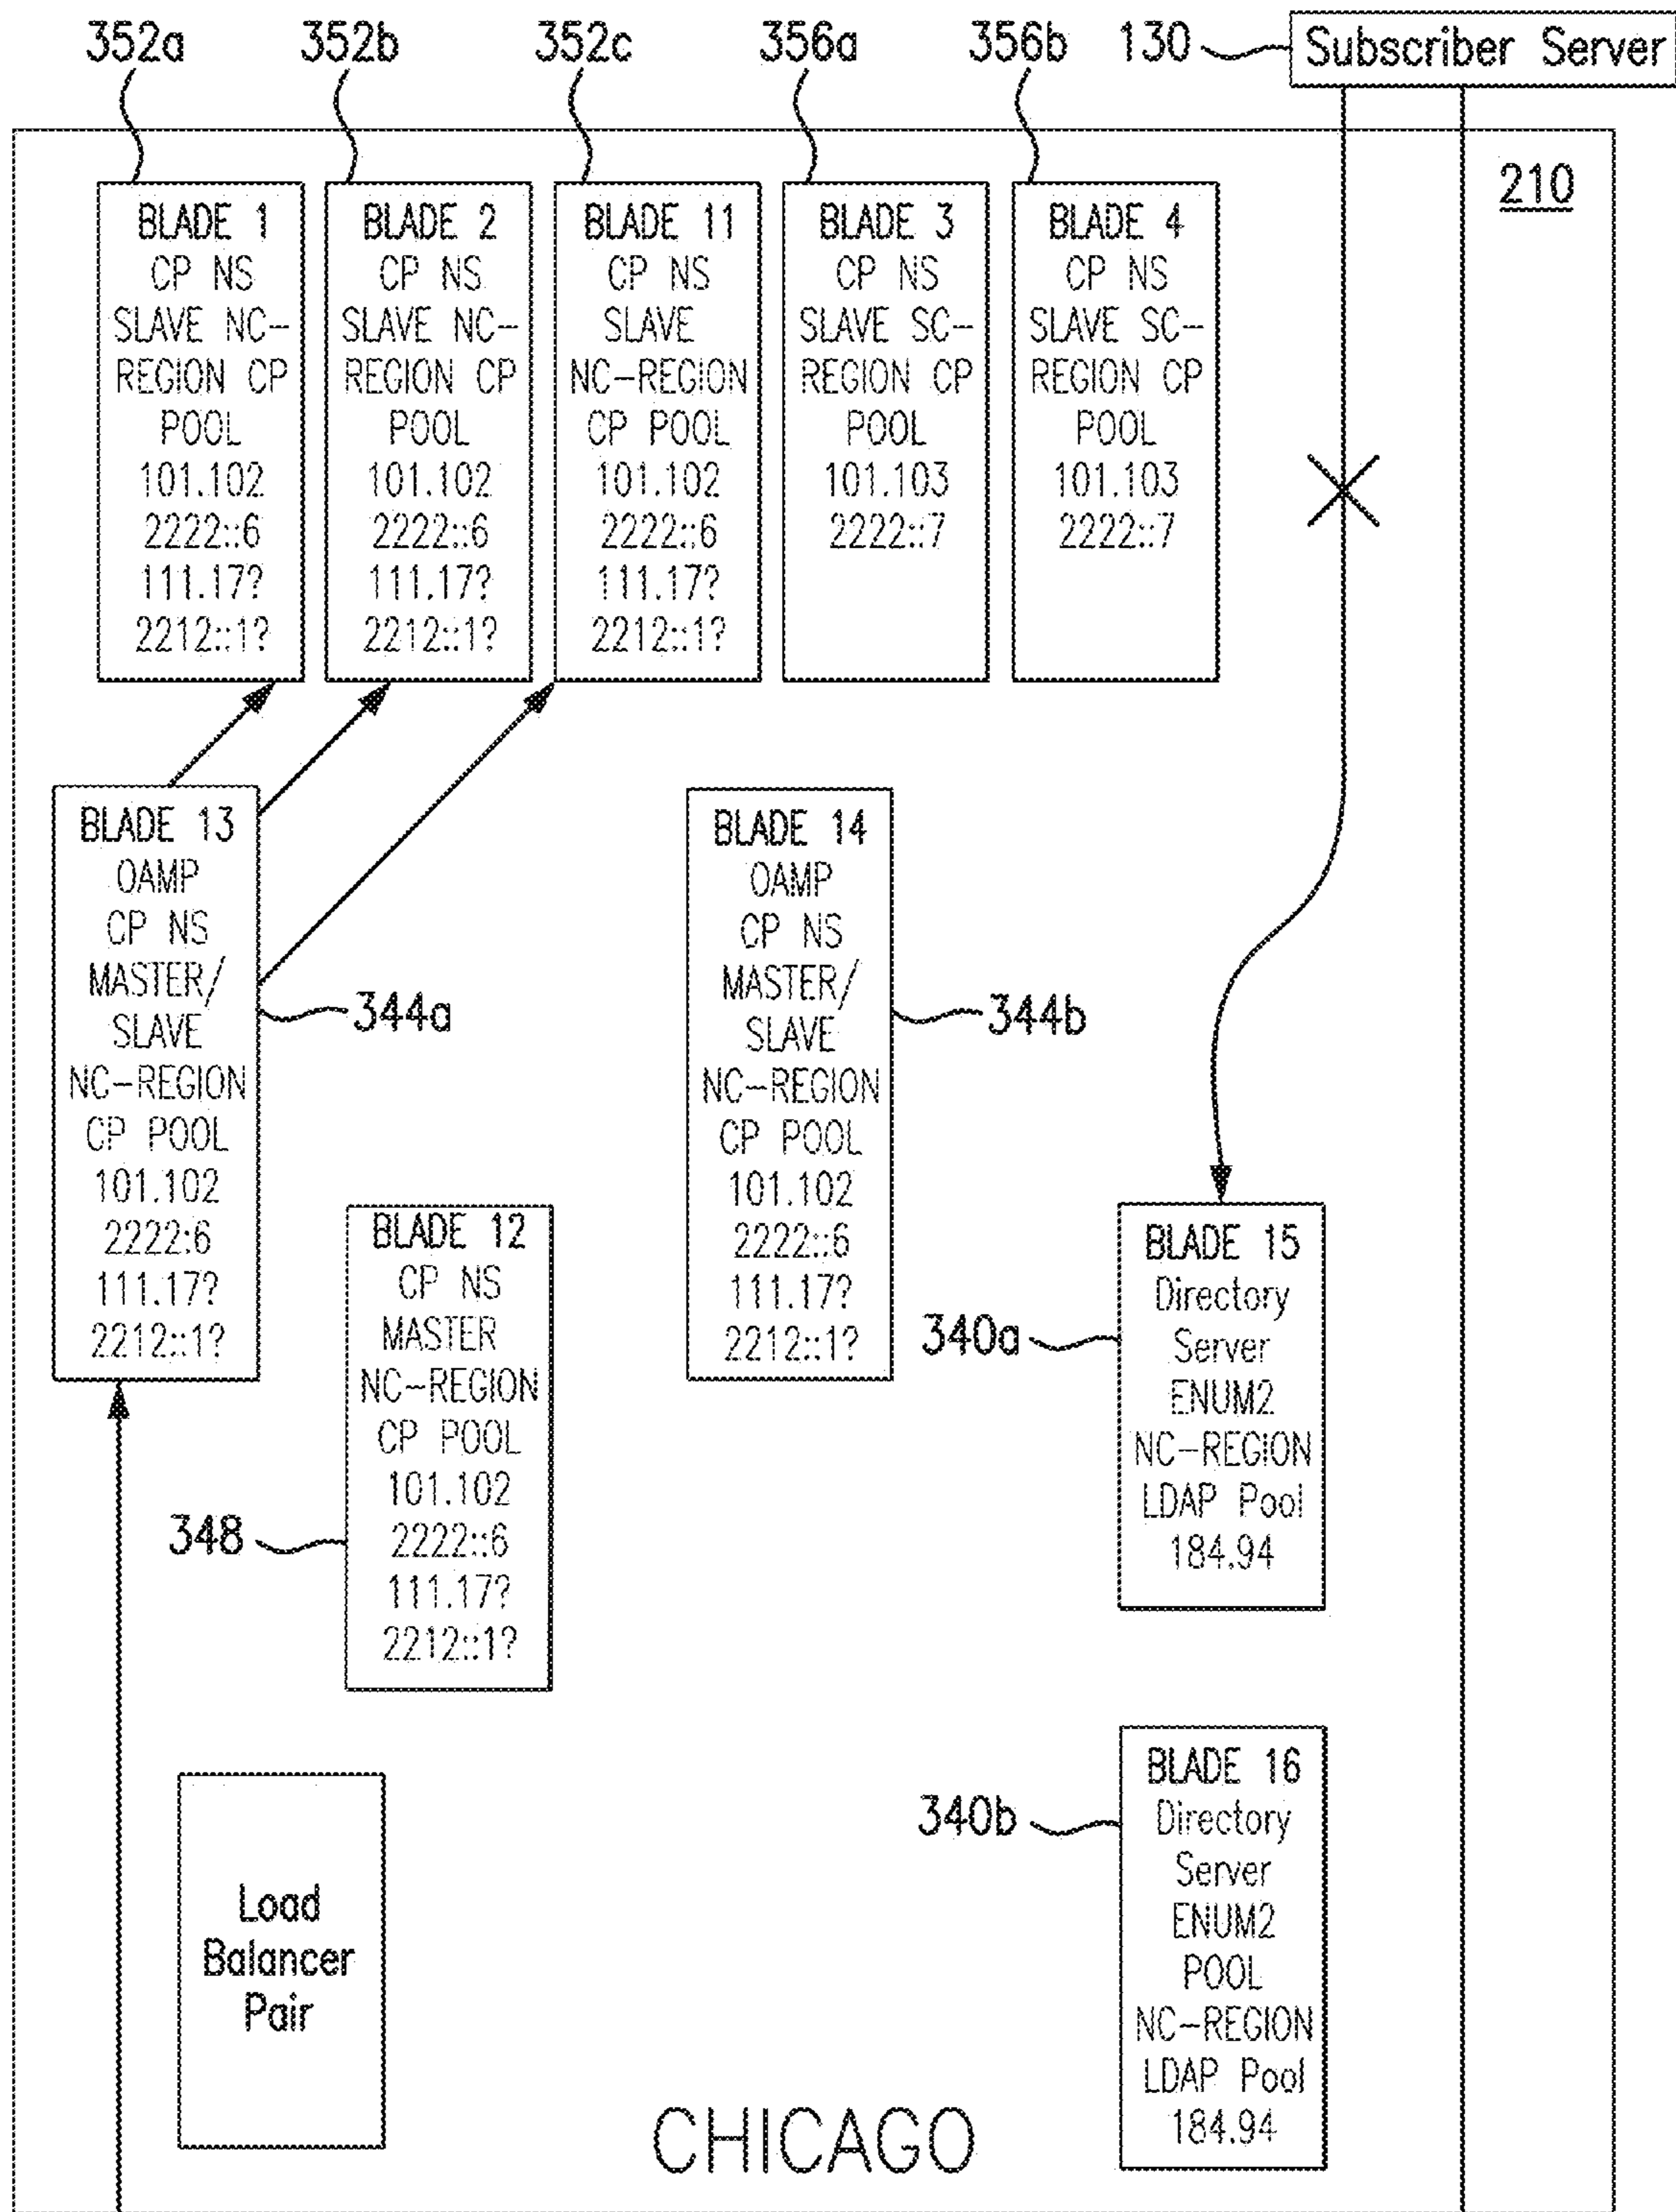 352a 352b 352c 356a 356b 130 Subscriber Server
210
BLADE 1
CP NS
SLAVE NC-
REGION CP
POOL
101.102
2222::6
111.17?
2212::1?
BLADE 2
CP NS
SLAVE NC-
REGION CP
POOL
101.102
2222::6
111.17?
2212::1?
BLADE 11
CP NS
SLAVE
NC-REGION
CP POOL
101.102
2222::6
111.17?
2212::1?
BLADE 3
CP NS
SLAVE SC-
REGION CP
POOL
101.103
2222::7
BLADE 4
CP NS
SLAVE SC-
REGION CP
POOL
101.103
2222::7
BLADE 13
OAMP
CP NS
MASTER/
SLAVE
NC-REGION
CP POOL
101.102
2222:6
111.17?
2212::1?
344a
BLADE 14
OAMP
CP NS
MASTER/
SLAVE
NC-REGION
CP POOL
101.102
2222::6
111.17?
2212::1?
344b
BLADE 12
CP NS
MASTER
NC-REGION
CP POOL
101.102
2222::6
111.17?
2212::1?
348
340a
BLADE 15
Directory
Server
ENUM2
NC-REGION
LDAP Pool
184.94
340b
BLADE 16
Directory
Server
ENUM2
POOL
NC-REGION
LDAP Pool
184.94
Load
Balancer
Pair
CHICAGO